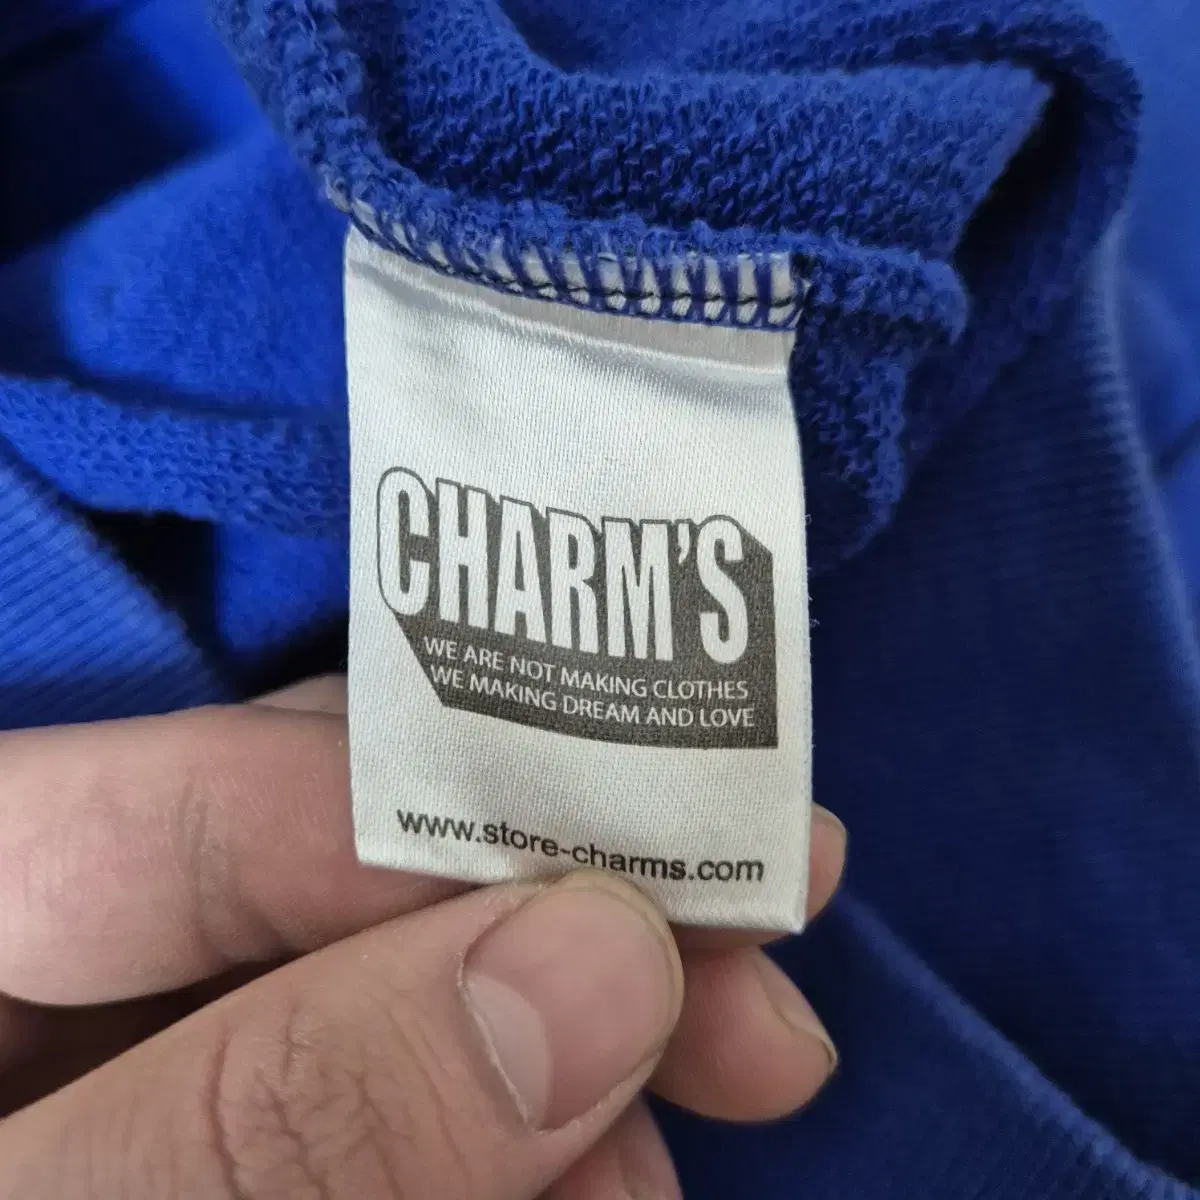 CHARM'S
WE ARE NOT MAKING CLOTHES
WE MAKING DREAM AND LOVE
www.store-charms.com